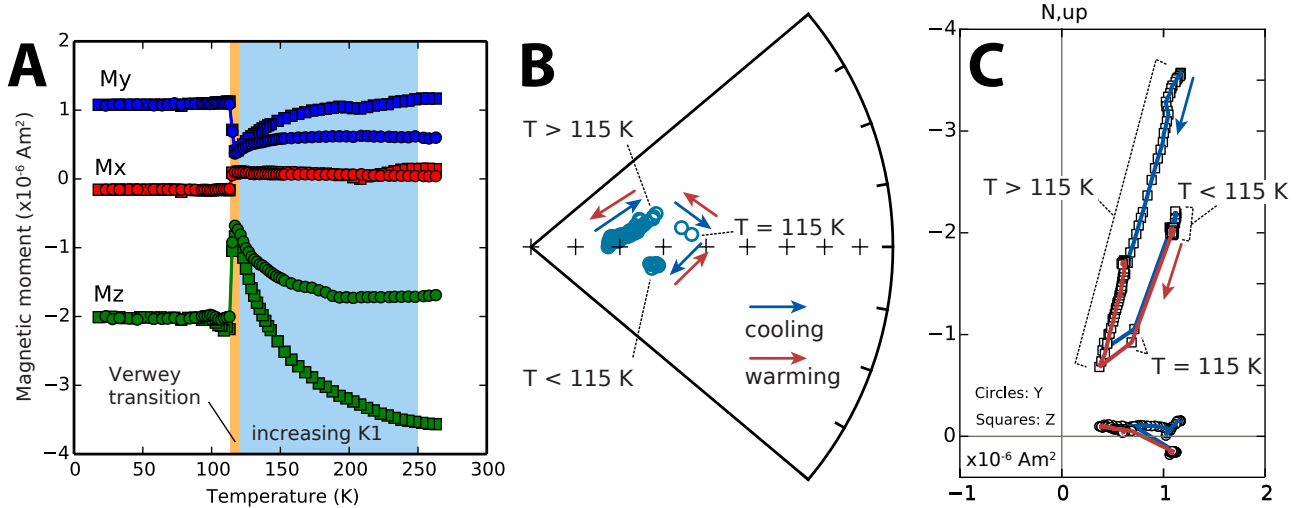 A
Magnetic moment (x10⁻⁶ Am²)
2
1
0
−1
−2
−3
−4
My
Mx
Mz
Verwey
transition
increasing K1
0
50
100
150
200
250
300
Temperature (K)
B
T > 115 K
T = 115 K
T < 115 K
cooling
warming
C
N,up
−4
−3
−2
−1
0
T > 115 K
T < 115 K
T = 115 K
Circles: Y
Squares: Z
x10⁻⁶ Am²
−1
0
1
2